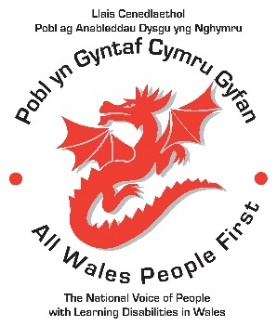 Llais Cenedlaethol
Pobl ag Anableddau Dysgu yng Nghymru
Pobl yn Gyntaf Cymru Gyfan
All Wales People First
The National Voice of People
with Learning Disabilities in Wales